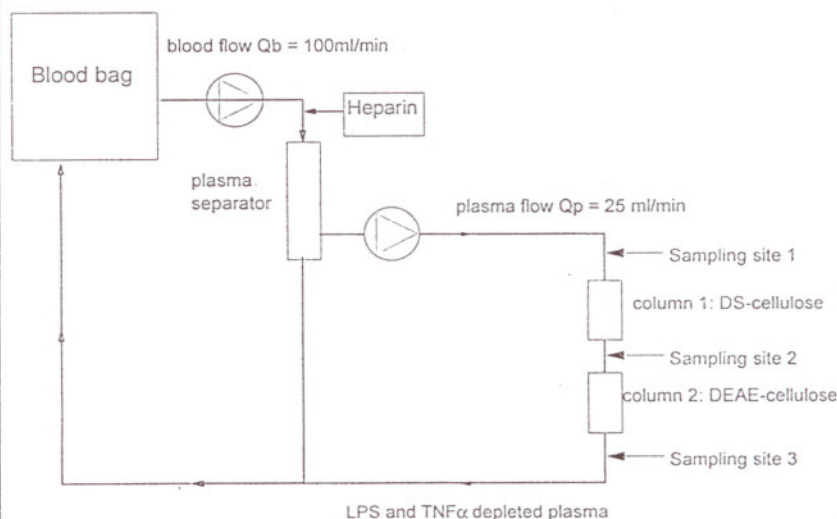 blood flow Qb = 100ml/min
Blood bag
Heparin
plasma
separator
plasma flow Qp = 25 ml/min
Sampling site 1
column 1: DS-cellulose
Sampling site 2
column 2: DEAE-cellulose
Sampling site 3
LPS and TNFα depleted plasma